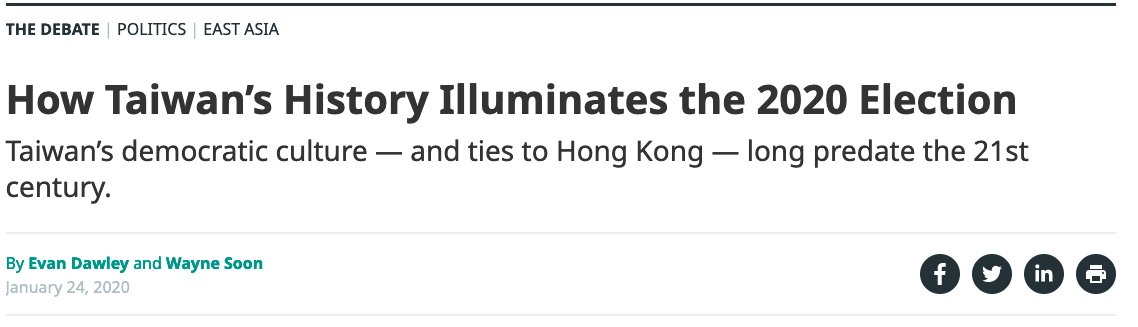 THE DEBATE | POLITICS | EAST ASIA
How Taiwan’s History Illuminates the 2020 Election
Taiwan’s democratic culture — and ties to Hong Kong — long predate the 21st
century.
By Evan Dawley and Wayne Soon
January 24, 2020